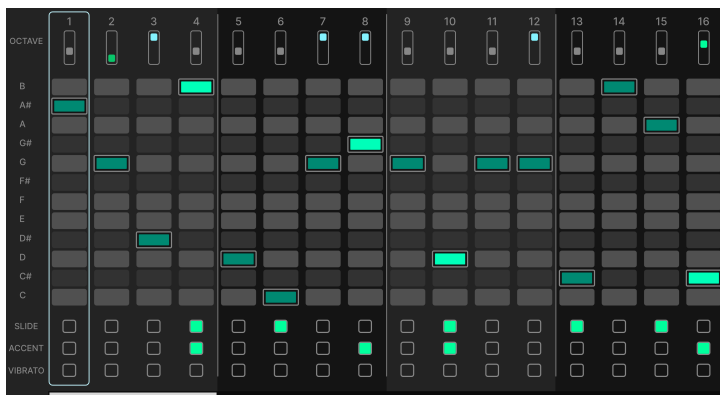 1 2 3 4 5 6 7 8 9 10 11 12 13 14 15 16
OCTAVE
B
A#
A
G#
G
F#
F
E
D#
D
C#
C
SLIDE
ACCENT
VIBRATO